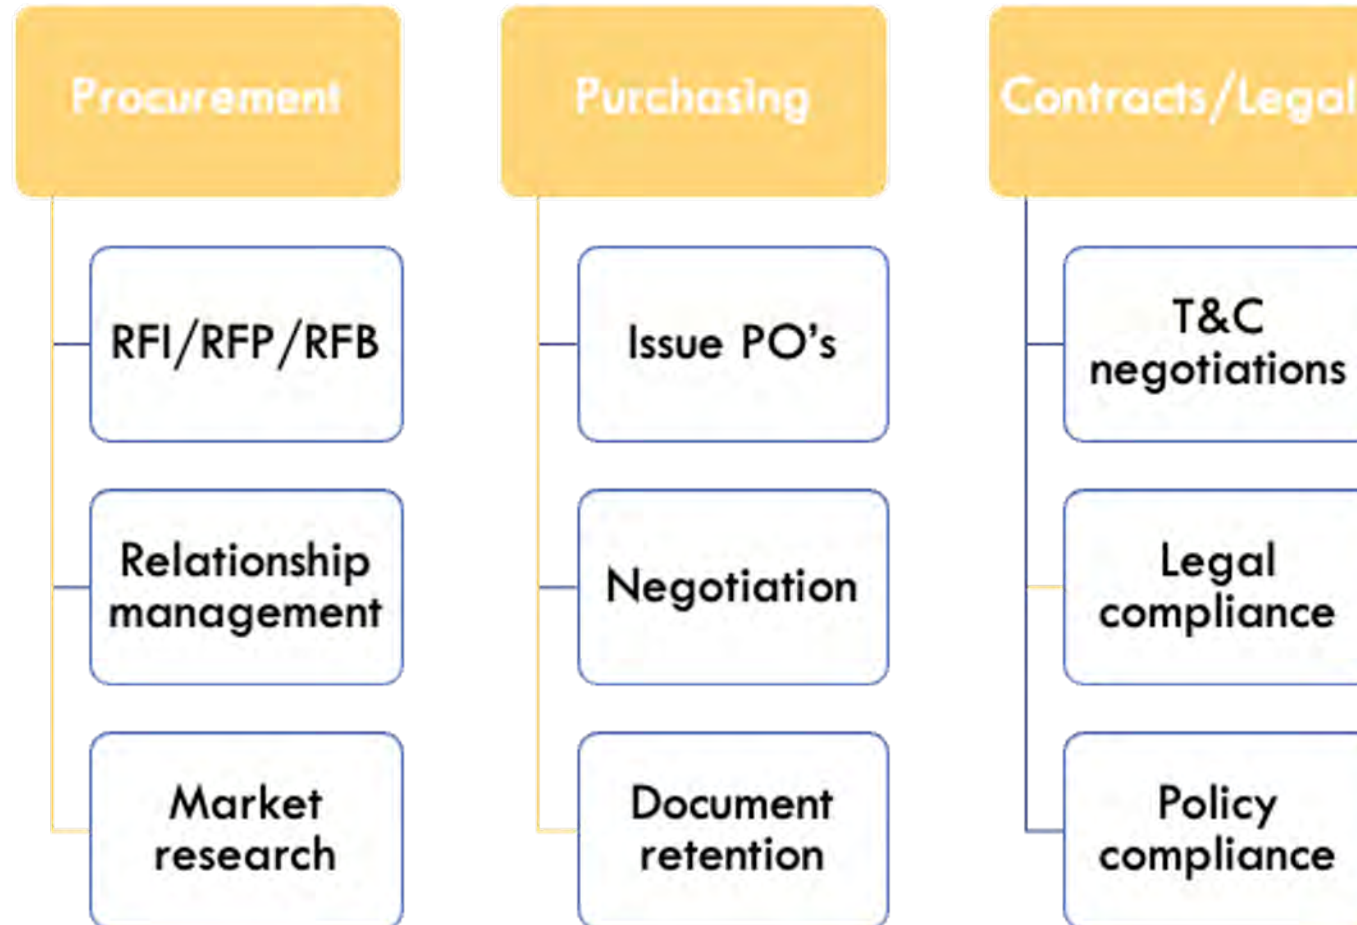 Procurement
RFI/RFP/RFB
Relationship
management
Market
research
Purchasing
Issue PO’s
Negotiation
Document
retention
Contracts/Legal
T&C
negotiations
Legal
compliance
Policy
compliance